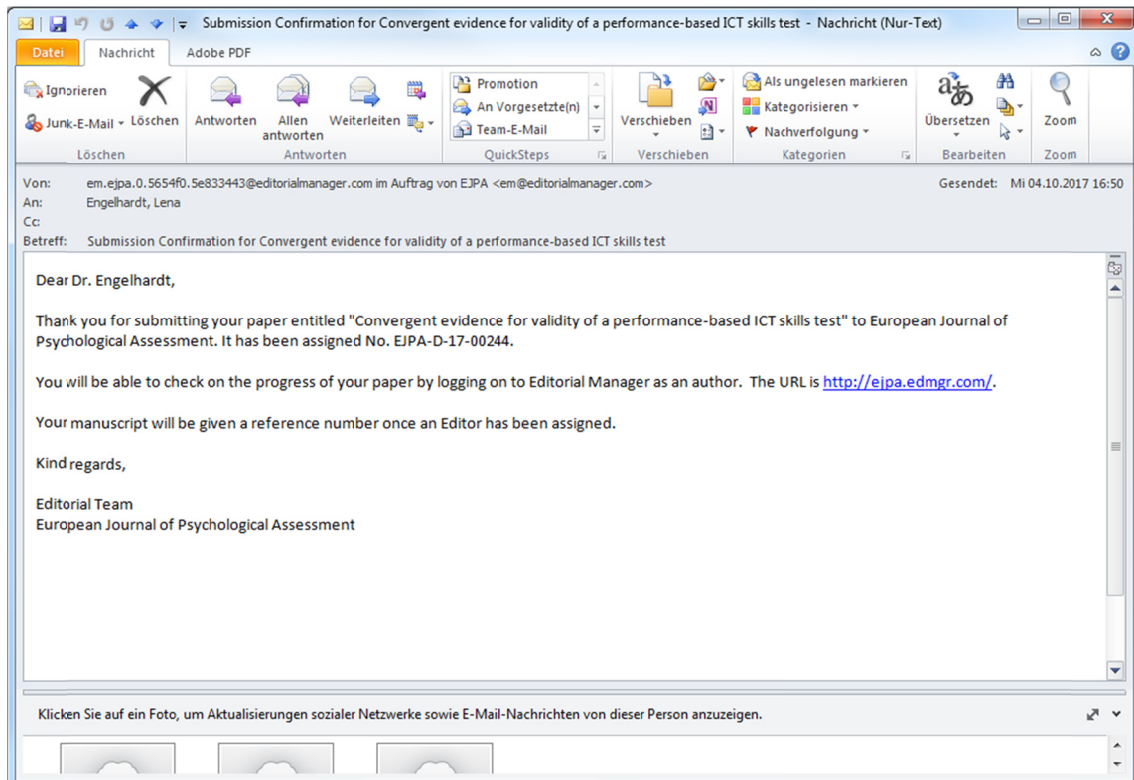 Submission Confirmation for Convergent evidence for validity of a performance-based ICT skills test - Nachricht (Nur-Text)
Datei Nachricht Adobe PDF
Ignorieren
Junk-E-Mail Löschen
Löschen
Antworten Allen antworten Weiterleiten
Antworten
Promotion
An Vorgesetzte(n)
Team-E-Mail
QuickSteps
Verschieben
Verschieben
Als ungelesen markieren
Kategorisieren
Nachverfolgung
Kategorien
Übersetzen
Bearbeiten
Zoom
Zoom
Von: em.ejpa.0.5654f0.5e833443@editorialmanager.com im Auftrag von EJPA <em@editorialmanager.com> Gesendet: Mi 04.10.2017 16:50
An: Engelhardt, Lena
Cc:
Betreff: Submission Confirmation for Convergent evidence for validity of a performance-based ICT skills test
Dear Dr. Engelhardt,
Thank you for submitting your paper entitled "Convergent evidence for validity of a performance-based ICT skills test" to European Journal of
Psychological Assessment. It has been assigned No. EJPA-D-17-00244.
You will be able to check on the progress of your paper by logging on to Editorial Manager as an author. The URL is http://ejpa.edmgr.com/.
Your manuscript will be given a reference number once an Editor has been assigned.
Kind regards,
Editorial Team
European Journal of Psychological Assessment
Klicken Sie auf ein Foto, um Aktualisierungen sozialer Netzwerke sowie E-Mail-Nachrichten von dieser Person anzuzeigen.